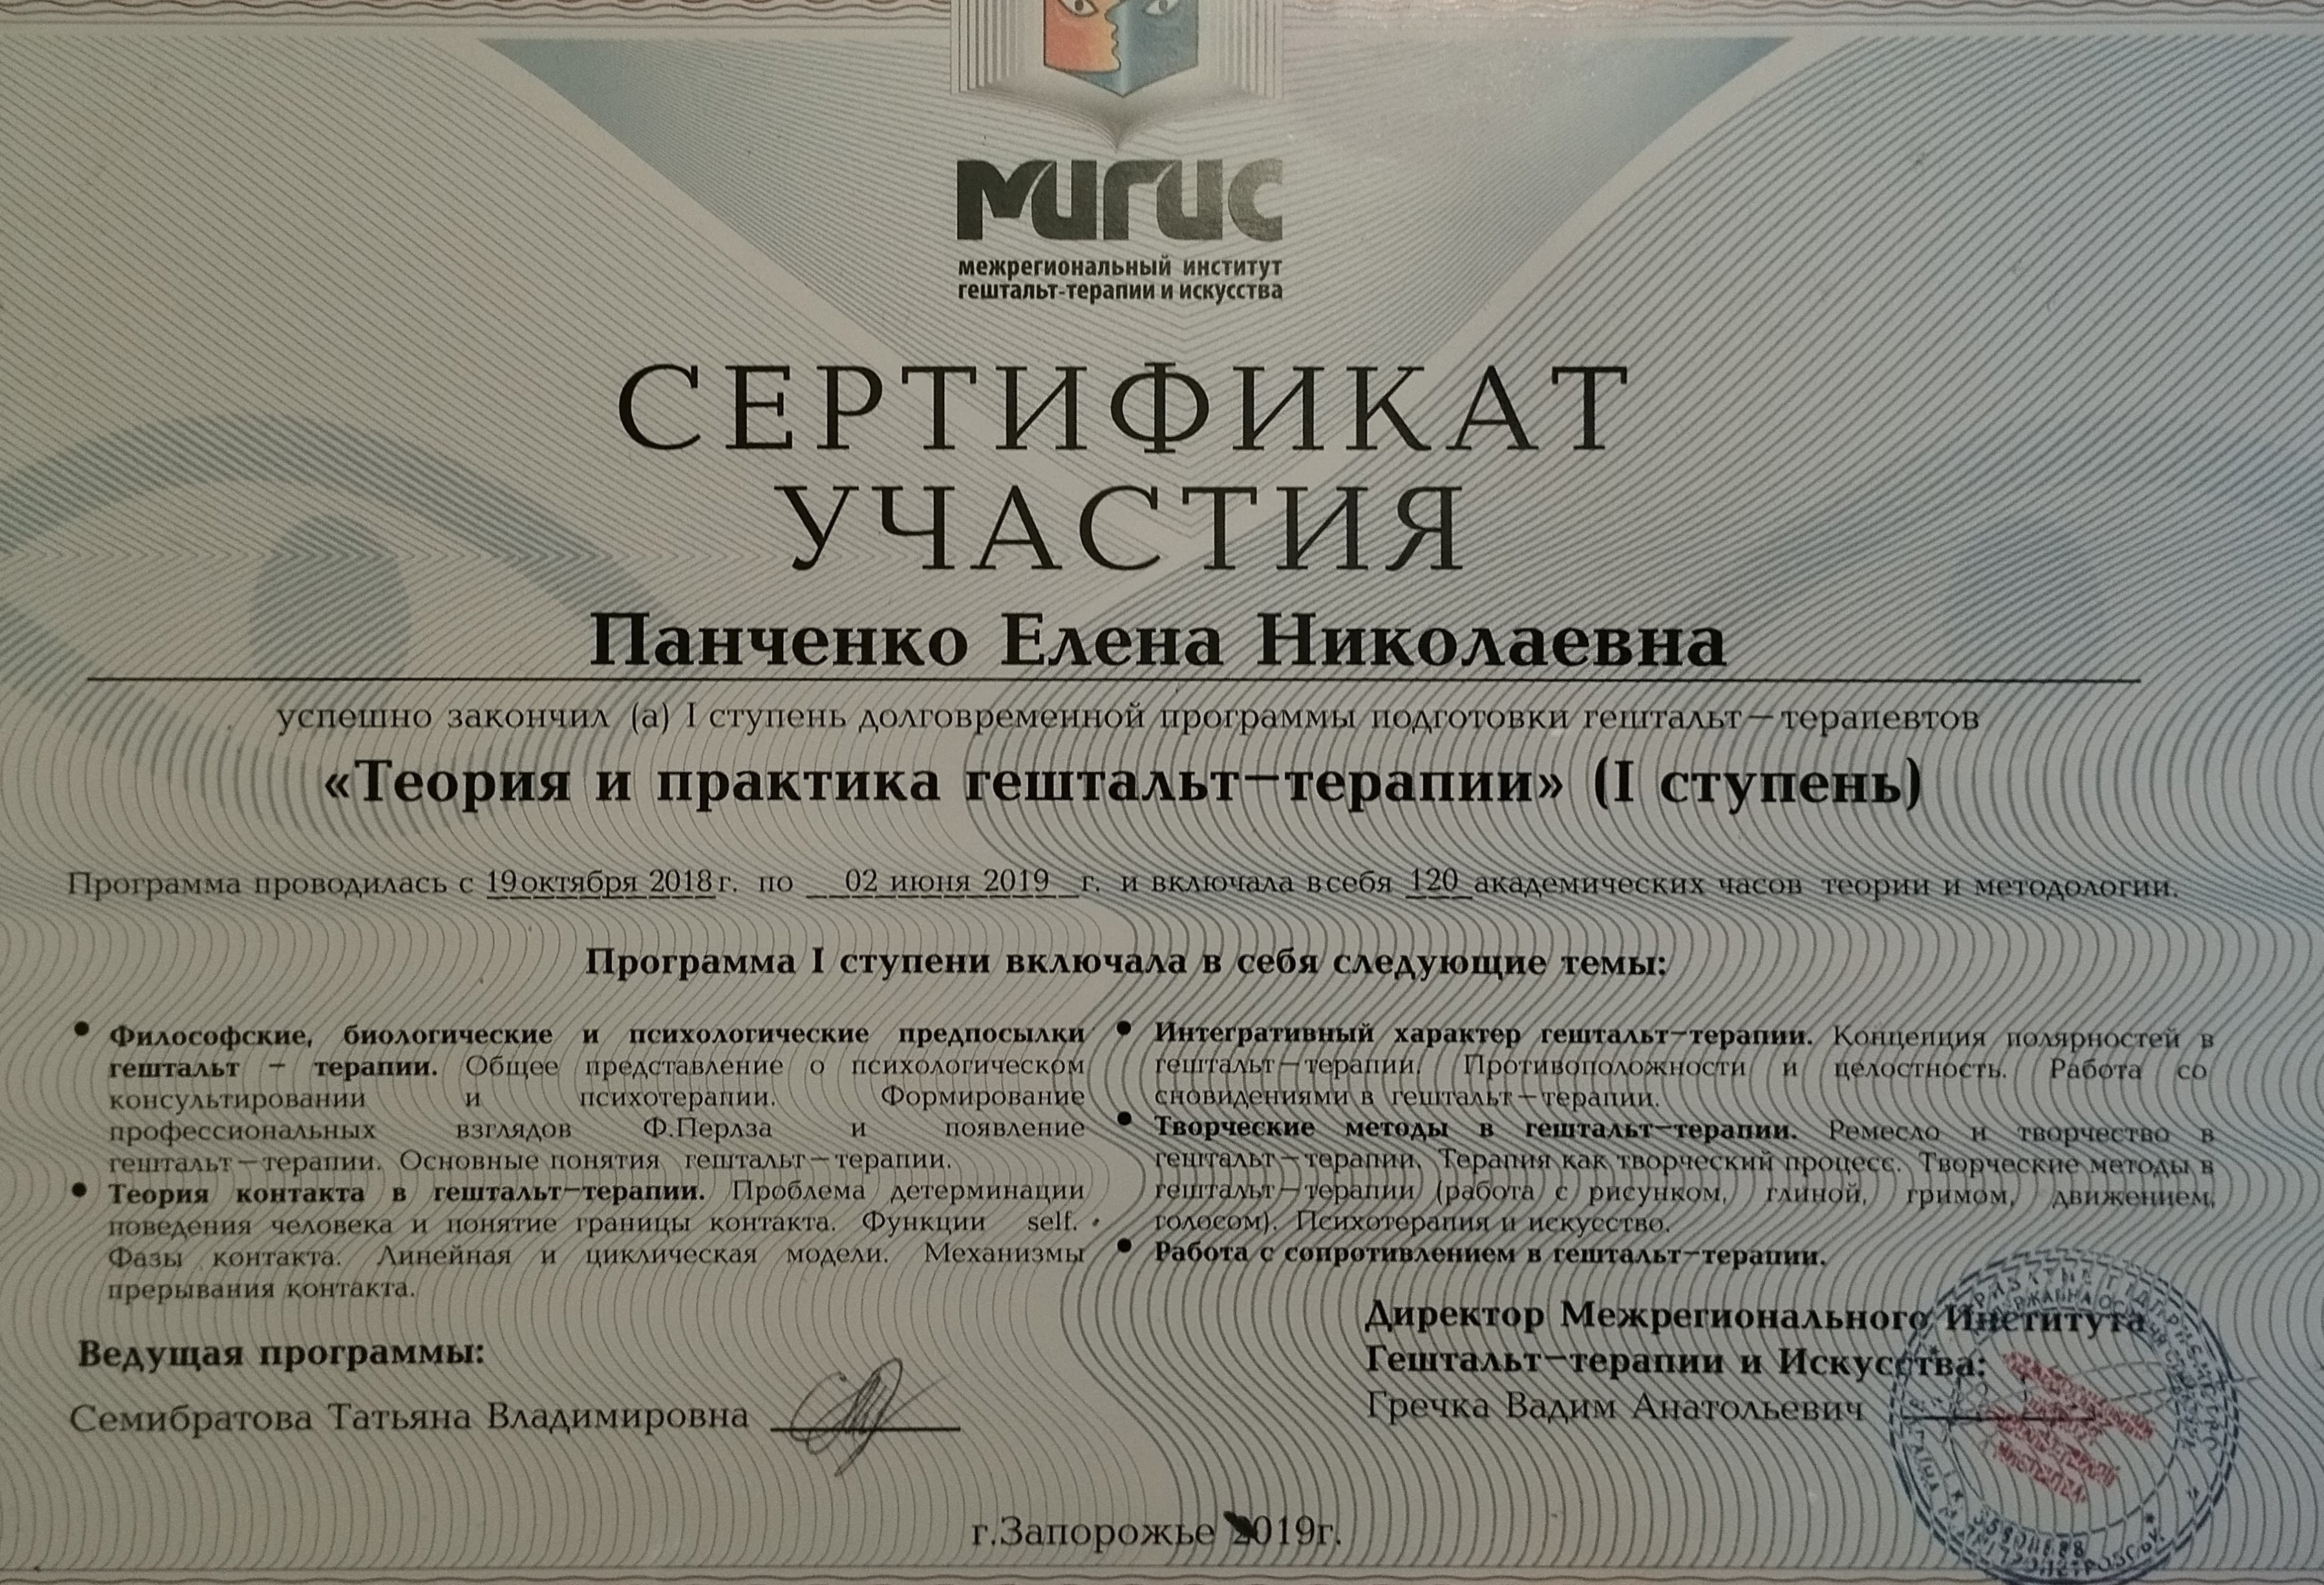 мигис
межрегиональный институт
гештальт-терапии и искусства
СЕРТИФИКАТ
УЧАСТИЯ
Панченко Елена Николаевна
успешно закончил (а) I ступень долговременной программы подготовки гештальт-терапевтов
«Теория и практика гештальт-терапии» (I ступень)
Программа проводилась с 19октября 2018г. по 02 июня 2019 г. и включала всебя 120 академических часов теории и методологии.
Программа I ступени включала в себя следующие темы:
• Философские, биологические и психологические предпосылки
гештальт - терапии. Общее представление о психологическом
консультировании и психотерапии. Формирование
профессиональных взглядов Ф.Перлза и появление
гештальт-терапии. Основные понятия гештальт-терапии.
• Теория контакта в гештальт-терапии. Проблема детерминации
поведения человека и понятие границы контакта. Функции self.
Фазы контакта. Линейная и циклическая модели. Механизмы
прерывания контакта.
• Интегративный характер гештальт-терапии. Концепция полярностей в
гештальт-терапии. Противоположности и целостность. Работа со
сновидениями в гештальт-терапии.
• Творческие методы в гештальт-терапии. Ремесло и творчество в
гештальт-терапии. Терапия как творческий процесс. Творческие методы в
гештальт-терапии (работа с рисунком, глиной, гримом, движением,
голосом). Психотерапия и искусство.
• Работа с сопротивлением в гештальт-терапии.
Ведущая программы:
Семибратова Татьяна Владимировна
Директор Межрегионального Института
Гештальт-терапии и Искусства:
Гречка Вадим Анатольевич
г.Запорожье 2019г.